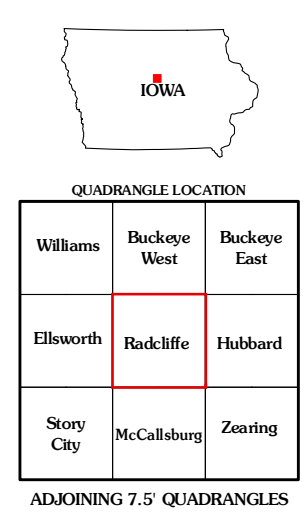 IOWA
QUADRANGLE LOCATION
Williams
Buckeye
West
Buckeye
East
Ellsworth
Radcliffe
Hubbard
Story
City
McCallsburg
Zearing
ADJOINING 7.5' QUADRANGLES